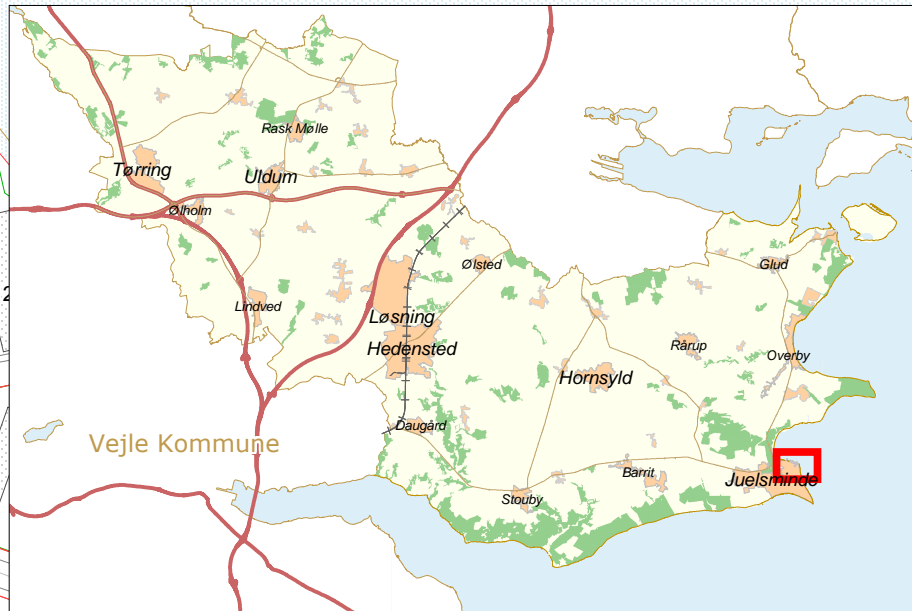 Rask Mølle
Tørring
Uldum
Ølholm
Ølsted
Glud
Lindved
Løsning
Rårup
Hedensted
Overby
Hornsyld
Daugård
Vejle Kommune
Barrit
Juelsminde
Stouby